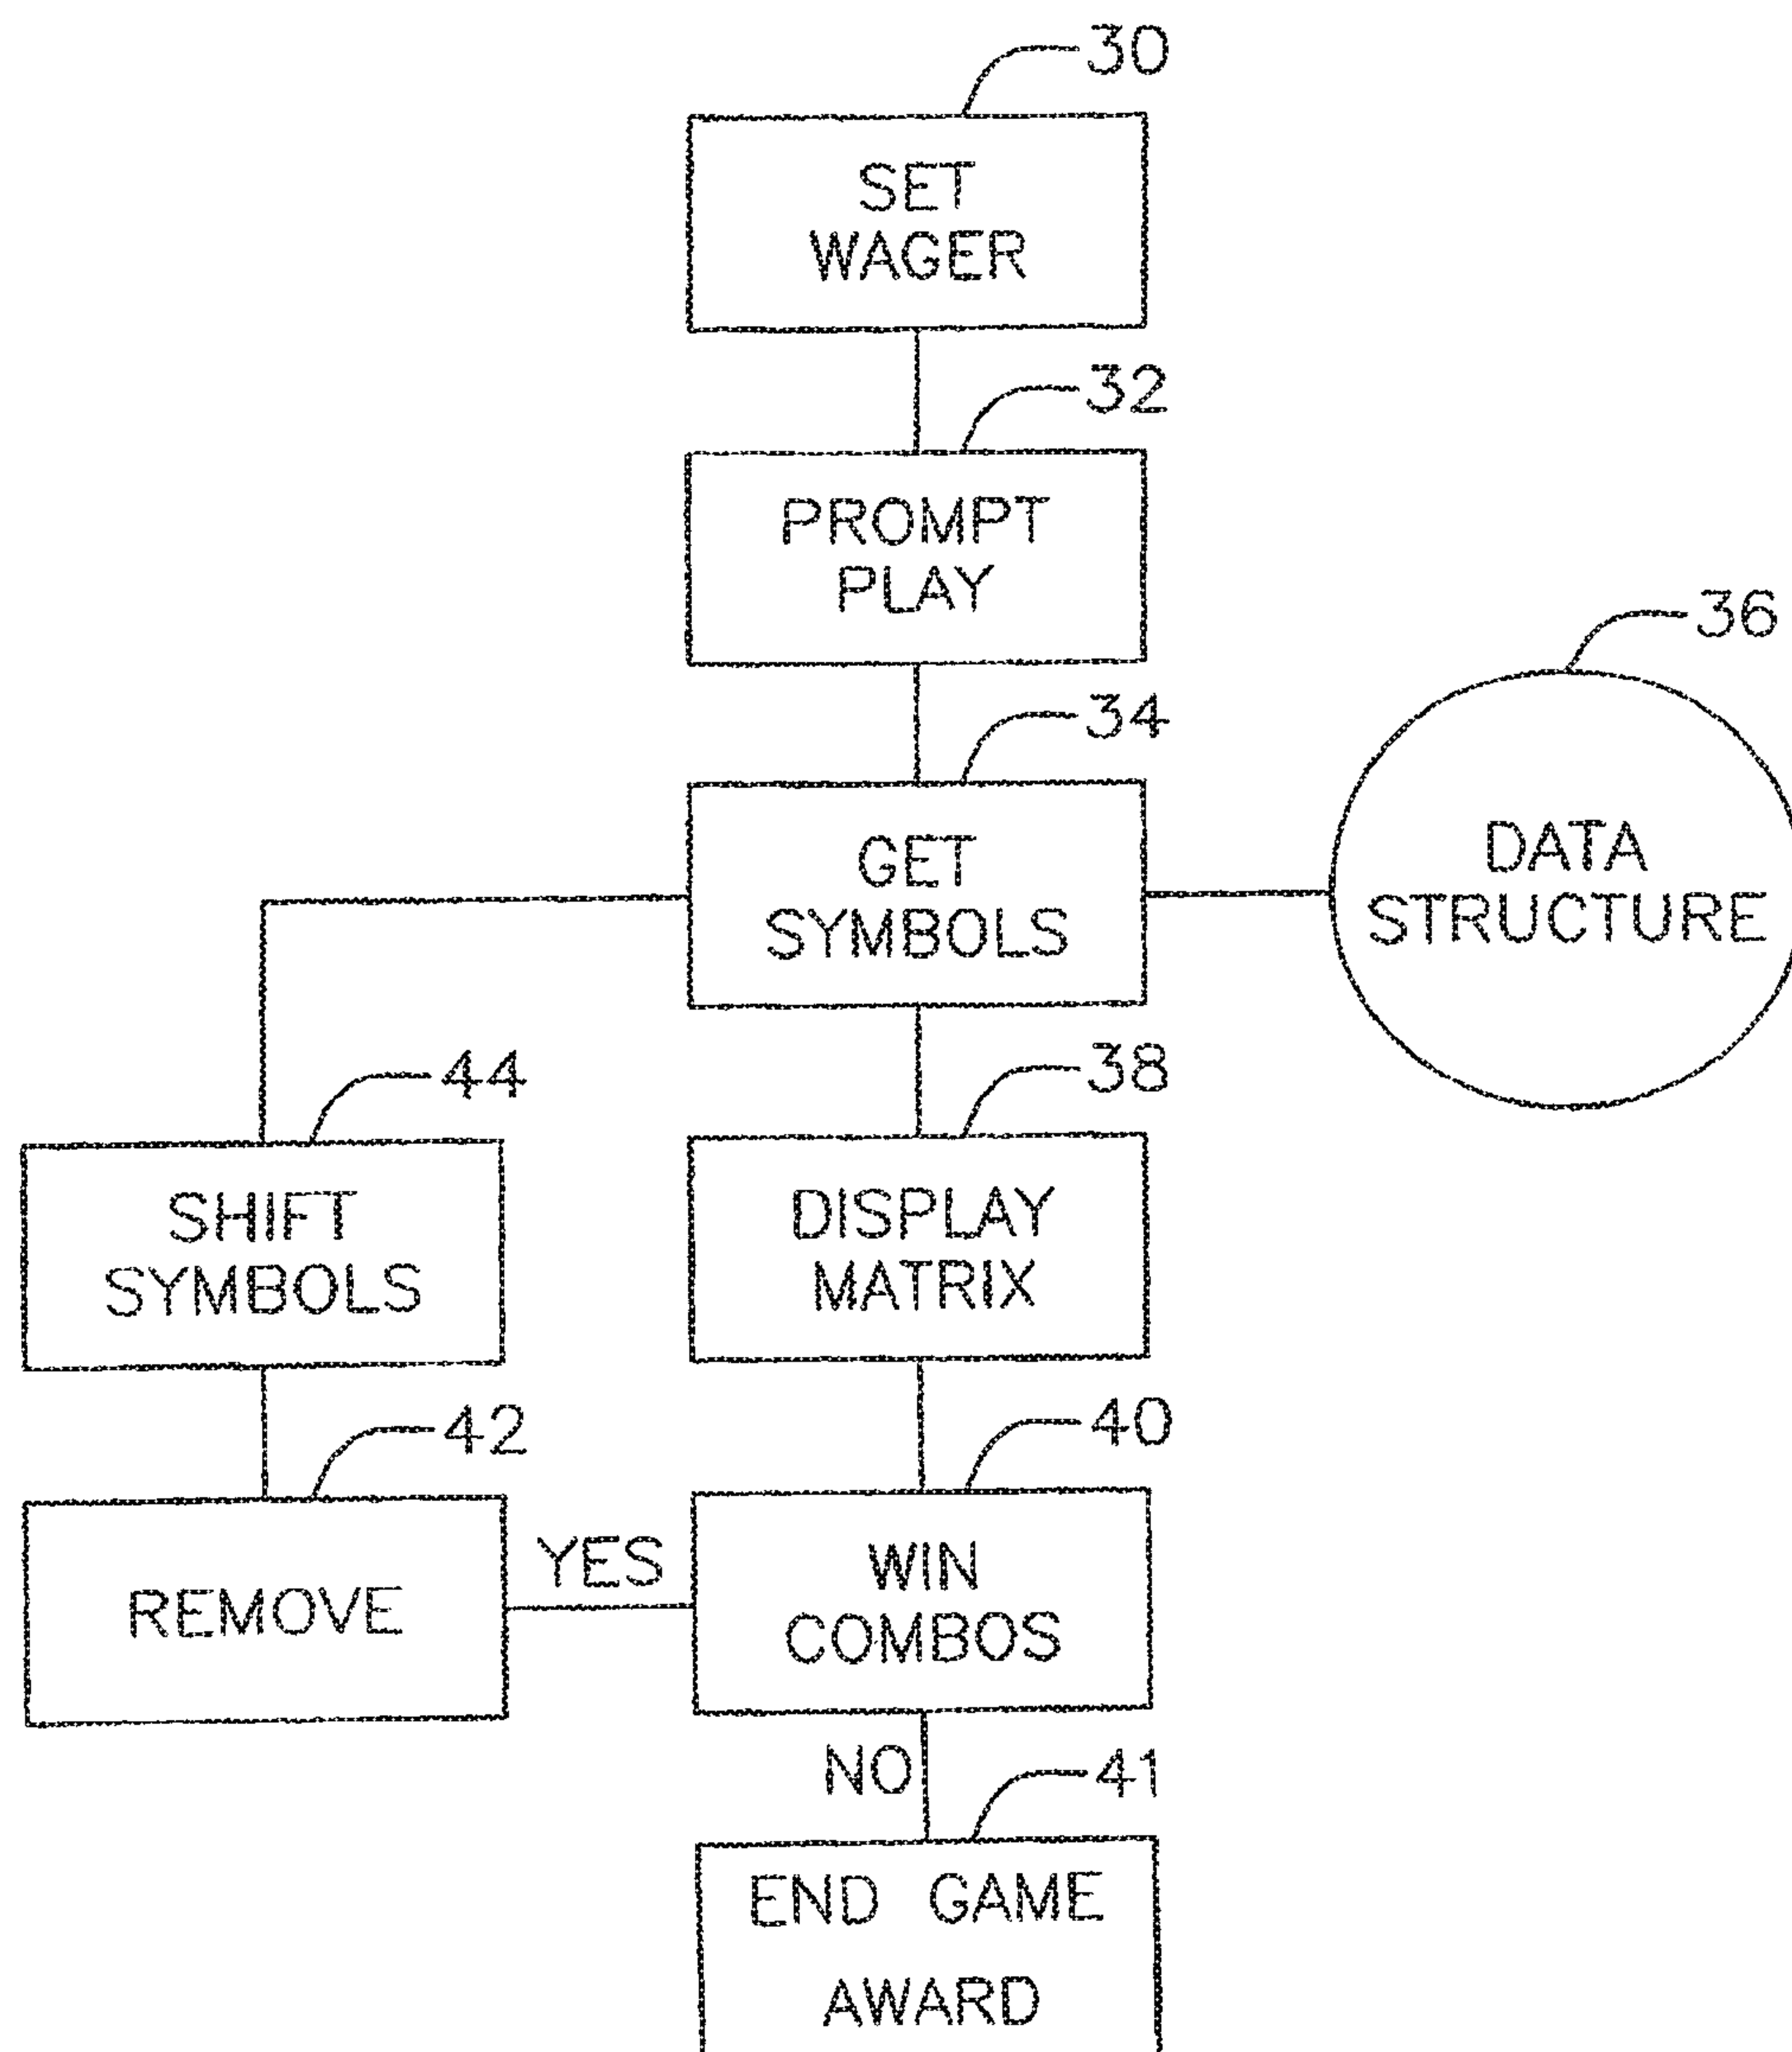 30
SET
WAGER
32
PROMPT
PLAY
36
34
GET
SYMBOLS
DATA
STRUCTURE
44
38
SHIFT
SYMBOLS
DISPLAY
MATRIX
42
40
REMOVE
YES
WIN
COMBOS
NO
41
END GAME
AWARD